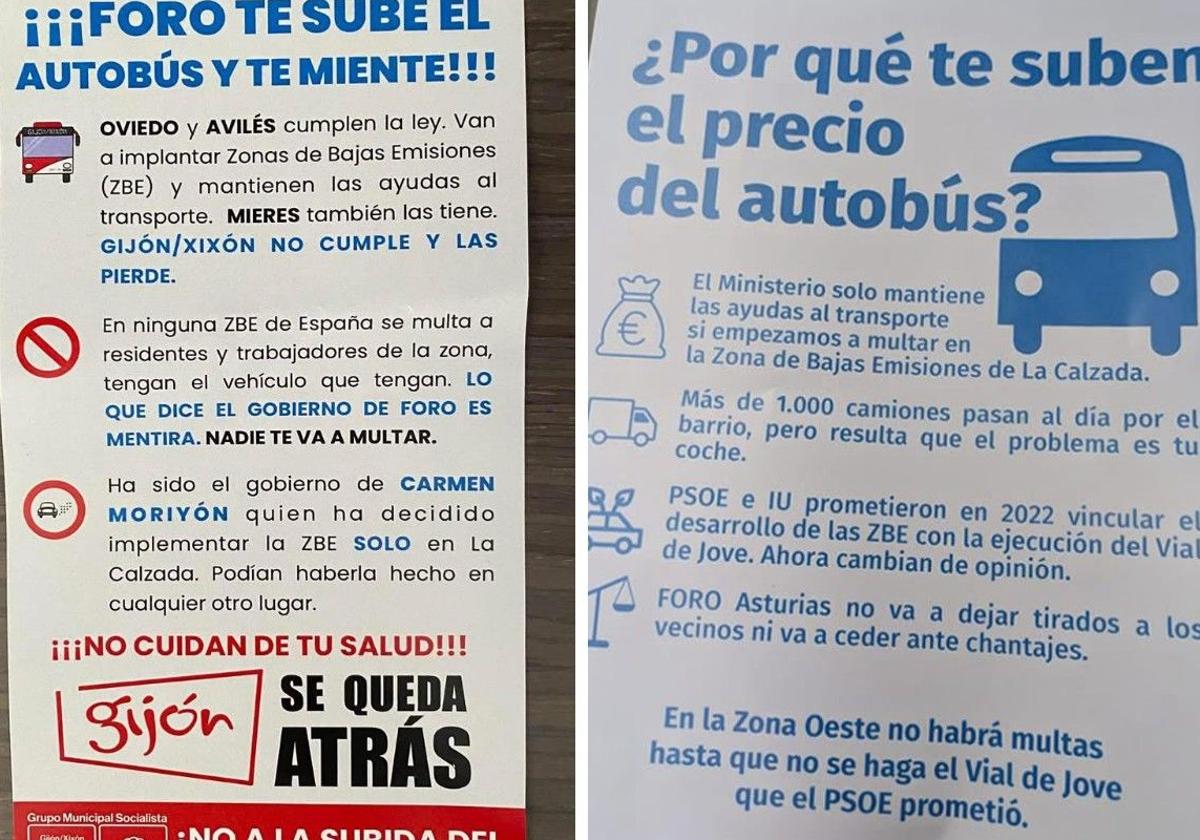 ¡¡¡FORO TE SUBE EL
AUTOBÚS Y TE MIENTE!!!
OVIEDO y AVILÉS cumplen la ley. Van
a implantar Zonas de Bajas Emisiones
(ZBE) y mantienen las ayudas al
transporte. MIERES también las tiene.
GIJÓN/XIXÓN NO CUMPLE Y LAS
PIERDE.
En ninguna ZBE de España se multa a
residentes y trabajadores de la zona,
tengan el vehículo que tengan. LO
QUE DICE EL GOBIERNO DE FORO ES
MENTIRA. NADIE TE VA A MULTAR.
Ha sido el gobierno de CARMEN
MORIYÓN quien ha decidido
implementar la ZBE SOLO en La
Calzada. Podían haberla hecho en
cualquier otro lugar.
¡¡¡NO CUIDAN DE TU SALUD!!!
gijón
SE QUEDA
ATRÁS
Grupo Municipal Socialista
Gijón/Xixón
¡NO A LA SUBIDA DEL
¿Por qué te suben
el precio
del autobús?
El Ministerio solo mantiene
las ayudas al transporte
si empezamos a multar en
la Zona de Bajas Emisiones de La Calzada.
Más de 1.000 camiones pasan al día por el
barrio, pero resulta que el problema es tu
coche.
PSOE e IU prometieron en 2022 vincular el
desarrollo de las ZBE con la ejecución del Vial
de Jove. Ahora cambian de opinión.
FORO Asturias no va a dejar tirados a los
vecinos ni va a ceder ante chantajes.
En la Zona Oeste no habrá multas
hasta que no se haga el Vial de Jove
que el PSOE prometió.